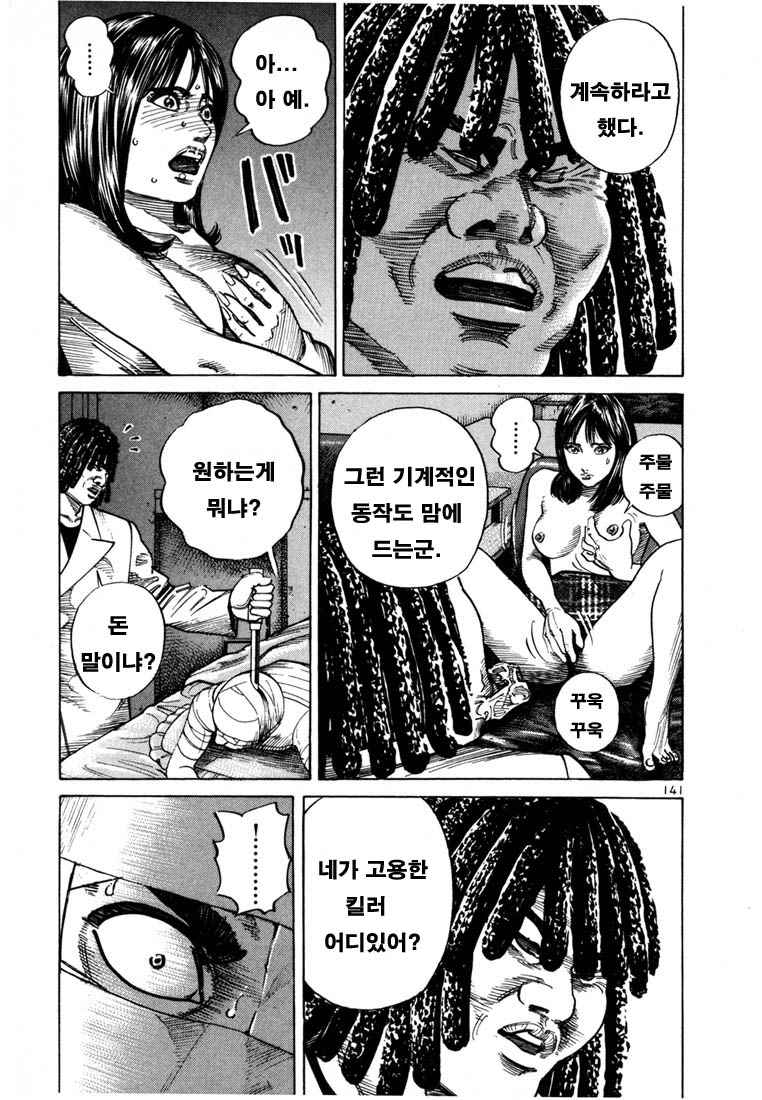 계속하라고
했다.
아...
아 예.
……
バッ
……
주물
주물
그런 기계적인
동작도 맘에
드는군.
꾸욱
꾸욱
원하는게
뭐냐?
돈
말이냐?
141
네가 고용한
킬러
어디있어?
!……